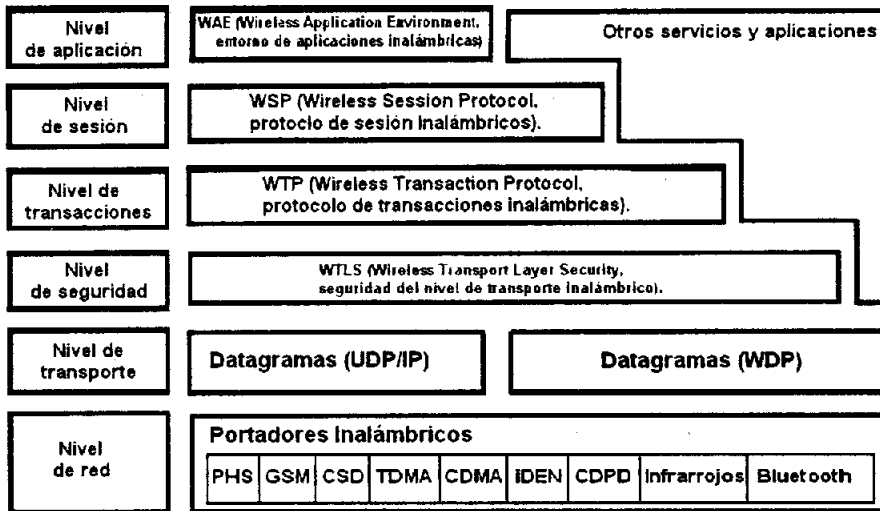 Nivel
de aplicación
WAE (Wireless Application Environment,
entorno de aplicaciones inalámbricas)
Otros servicios y aplicaciones
Nivel
de sesión
WSP (Wireless Session Protocol,
protoclo de sesión inalámbricos).
Nivel de
transacciones
WTP (Wireless Transaction Protocol,
protocolo de transacciones inalámbricas).
Nivel
de seguridad
WTLS (Wireless Transport Layer Security,
seguridad del nivel de transporte inalámbrico).
Nivel de
transporte
Datagramas (UDP/IP)
Datagramas (WDP)
Nivel
de red
Portadores Inalámbricos
PHS GSM CSD TDMA CDMA iDEN CDPD Infrarrojos Bluetooth